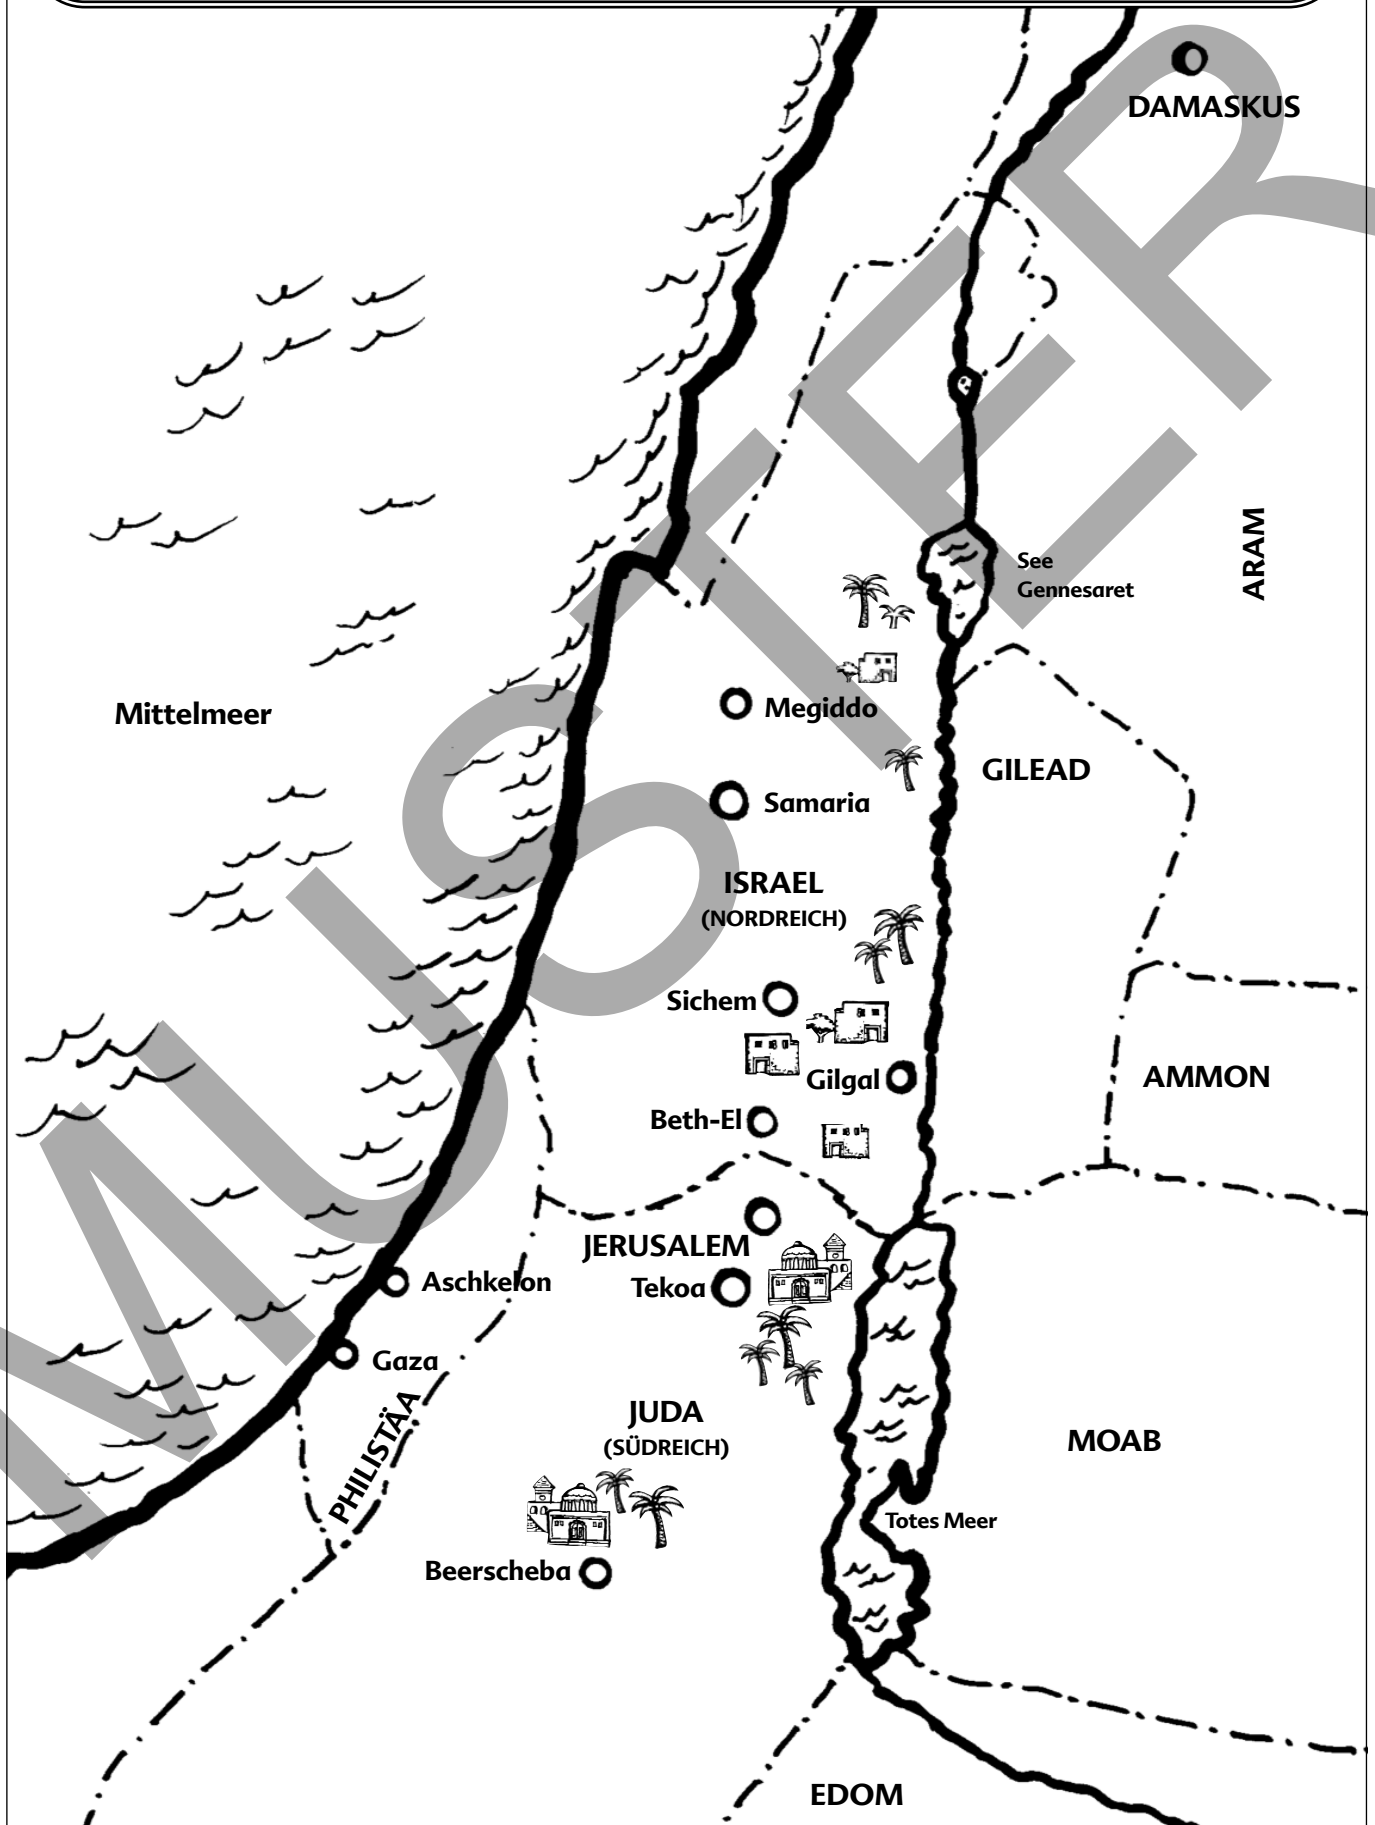 DAMASKUS
ARAM
See
Gennesaret
Mittelmeer
Megiddo
GILEAD
Samaria
ISRAEL
(NORDREICH)
Sichem
Gilgal
AMMON
Beth-El
JERUSALEM
Aschkelon
Tekoa
Gaza
PHILISTÄA
JUDA
(SÜDREICH)
MOAB
Totes Meer
Beerscheba
EDOM
MUSTER